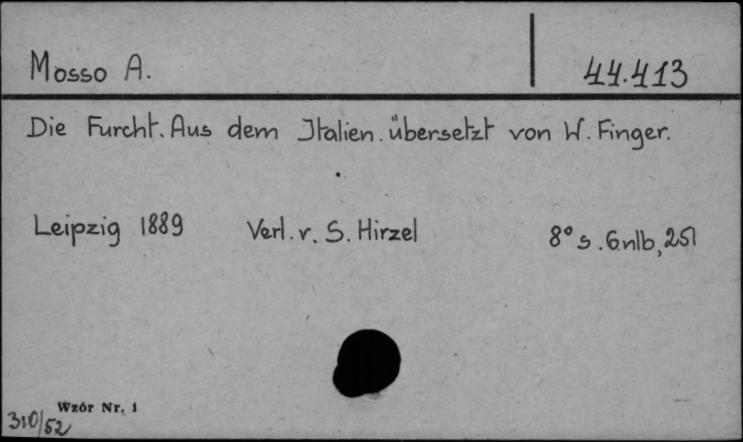 Mosso A.
44.413
Die Furcht. Aus dem Italien. übersetzt von W. Finger.
Leipzig 1889 Verl. v. S. Hirzel 8° s. 6nlb, 251
Wzór Nr. 1
310/52